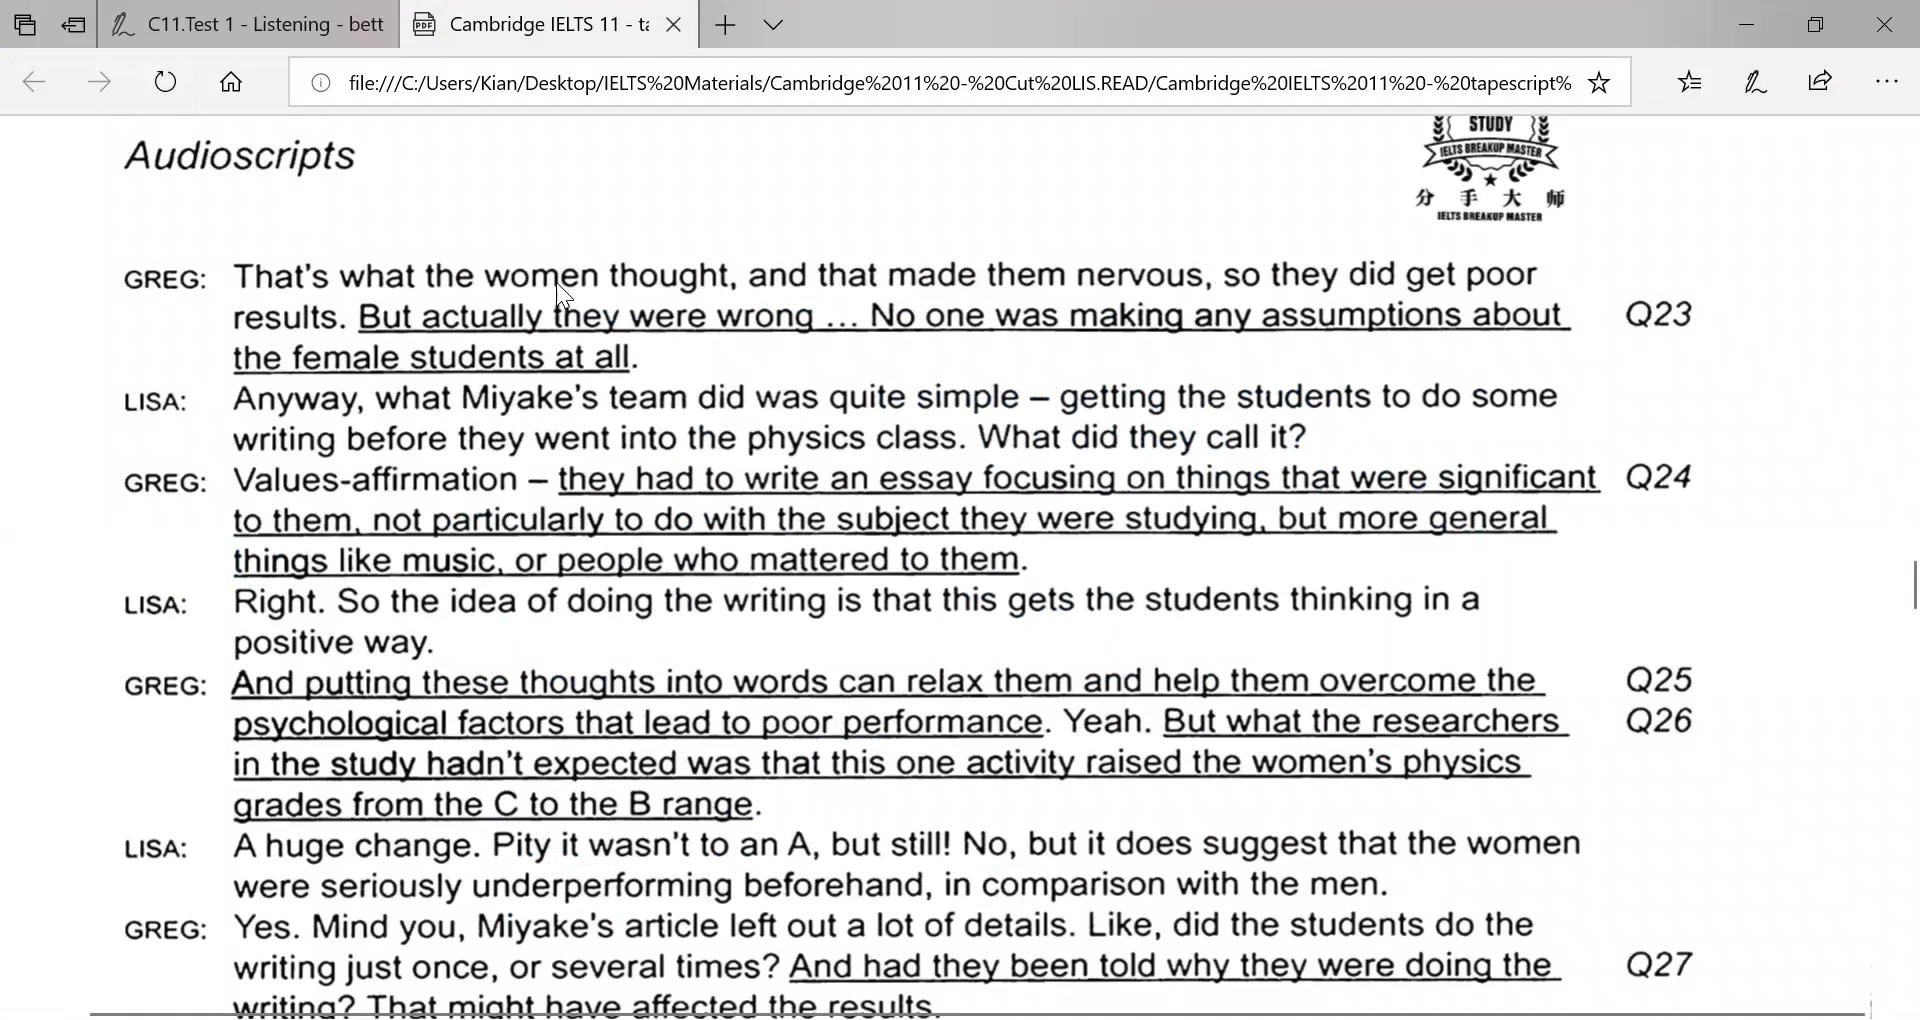 C11.Test 1 - Listening - bett
Cambridge IELTS 11 - ta
file:///C:/Users/Kian/Desktop/IELTS%20Materials/Cambridge%2011%20-%20Cut%20LIS.READ/Cambridge%20IELTS%2011%20-%20tapescript%
STUDY
IELTS BREAKUP MASTER
分 手 大 师
IELTS BREAKUP MASTER
Audioscripts
GREG: That's what the women thought, and that made them nervous, so they did get poor
results. But actually they were wrong ... No one was making any assumptions about Q23
the female students at all.
LISA: Anyway, what Miyake's team did was quite simple – getting the students to do some
writing before they went into the physics class. What did they call it?
GREG: Values-affirmation – they had to write an essay focusing on things that were significant Q24
to them, not particularly to do with the subject they were studying, but more general
things like music, or people who mattered to them.
LISA: Right. So the idea of doing the writing is that this gets the students thinking in a
positive way.
GREG: And putting these thoughts into words can relax them and help them overcome the Q25
psychological factors that lead to poor performance. Yeah. But what the researchers Q26
in the study hadn't expected was that this one activity raised the women's physics
grades from the C to the B range.
LISA: A huge change. Pity it wasn't to an A, but still! No, but it does suggest that the women
were seriously underperforming beforehand, in comparison with the men.
GREG: Yes. Mind you, Miyake's article left out a lot of details. Like, did the students do the
writing just once, or several times? And had they been told why they were doing the Q27
writing? That might have affected the results.